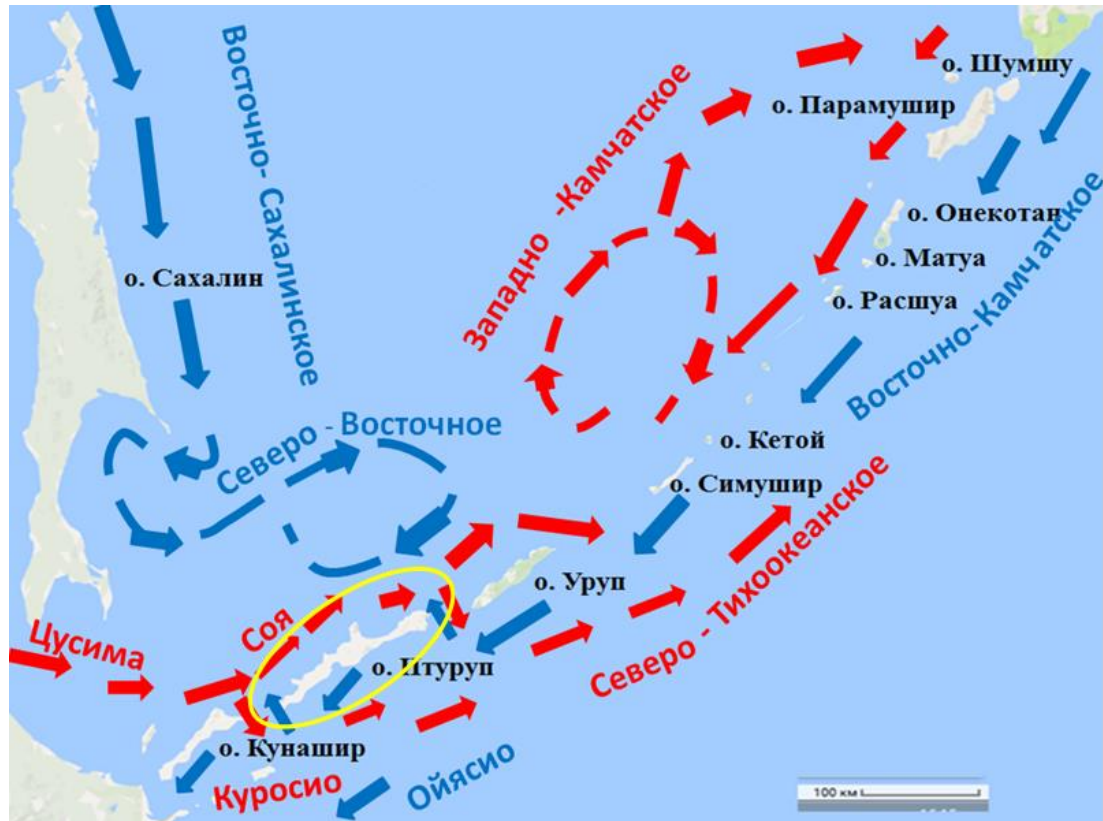 о. Шумшу
о. Парамушир
Восточно- Сахалинское
Западно -Камчатское
о. Онекотан
о. Матуа
о. Сахалин
о. Расшуа
Восточно-Камчатское
Северо - Восточное
о. Кетой
о. Симушир
о. Уруп
Северо - Тихоокеанское
Соя
Цусима
о. Птуруп
о. Кунашир
Куросио
Ойясио
100 км